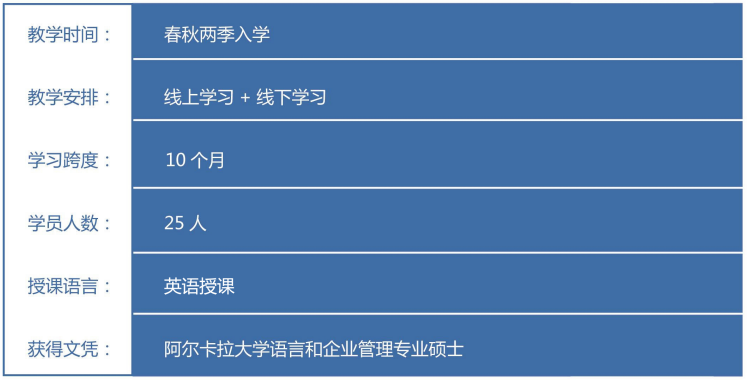 教学时间： 春秋两季入学
教学安排： 线上学习 + 线下学习
学习跨度： 10 个月
学员人数： 25 人
授课语言： 英语授课
获得文凭： 阿尔卡拉大学语言和企业管理专业硕士